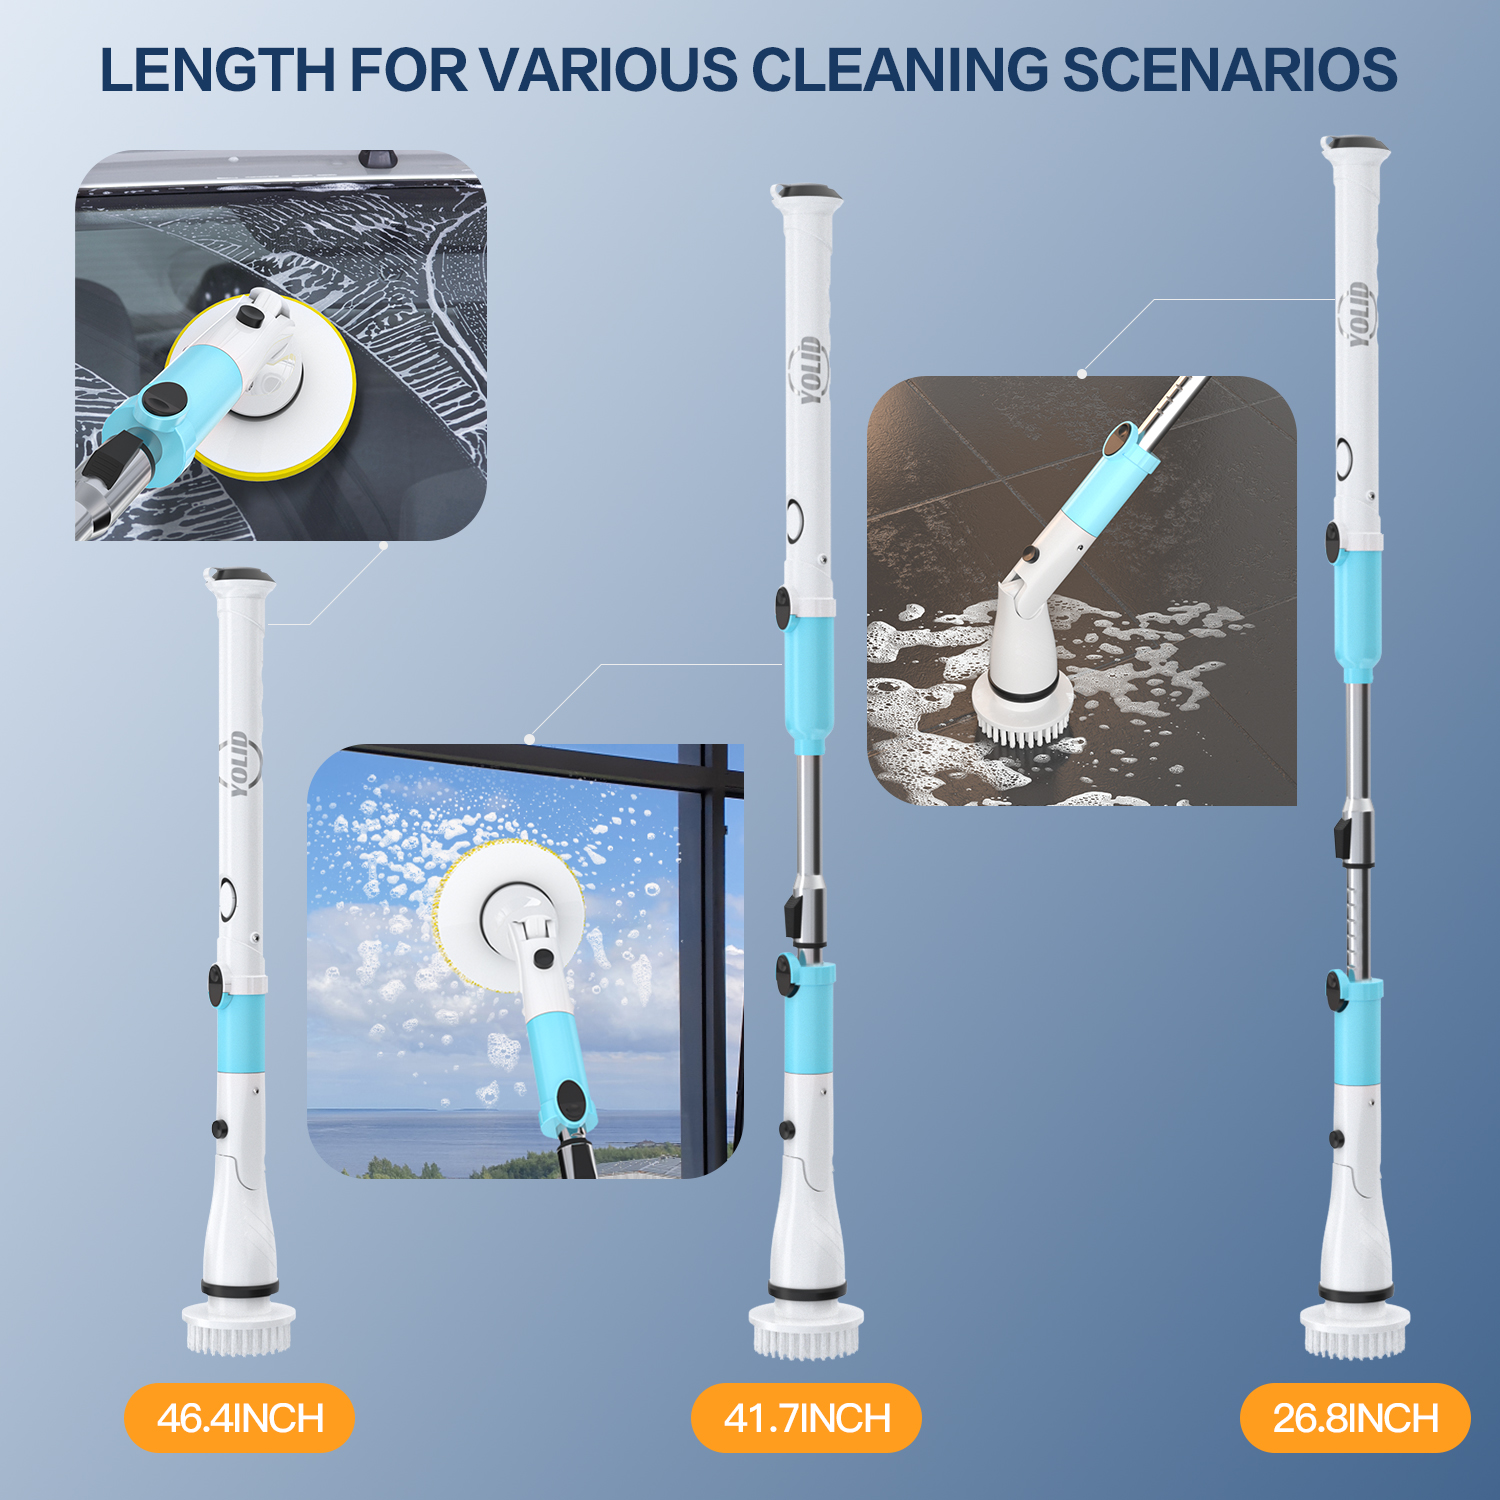 LENGTH FOR VARIOUS CLEANING SCENARIOS
YOLID
YOLID
YOLID
46.4INCH
41.7INCH
26.8INCH